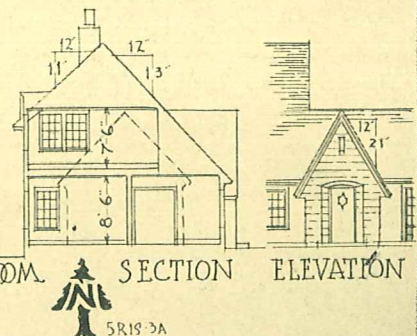 12" 12"
11" 13"
7'6"
8'6"
12"
21"
OOM SECTION ELEVATION
N
5R18-3A